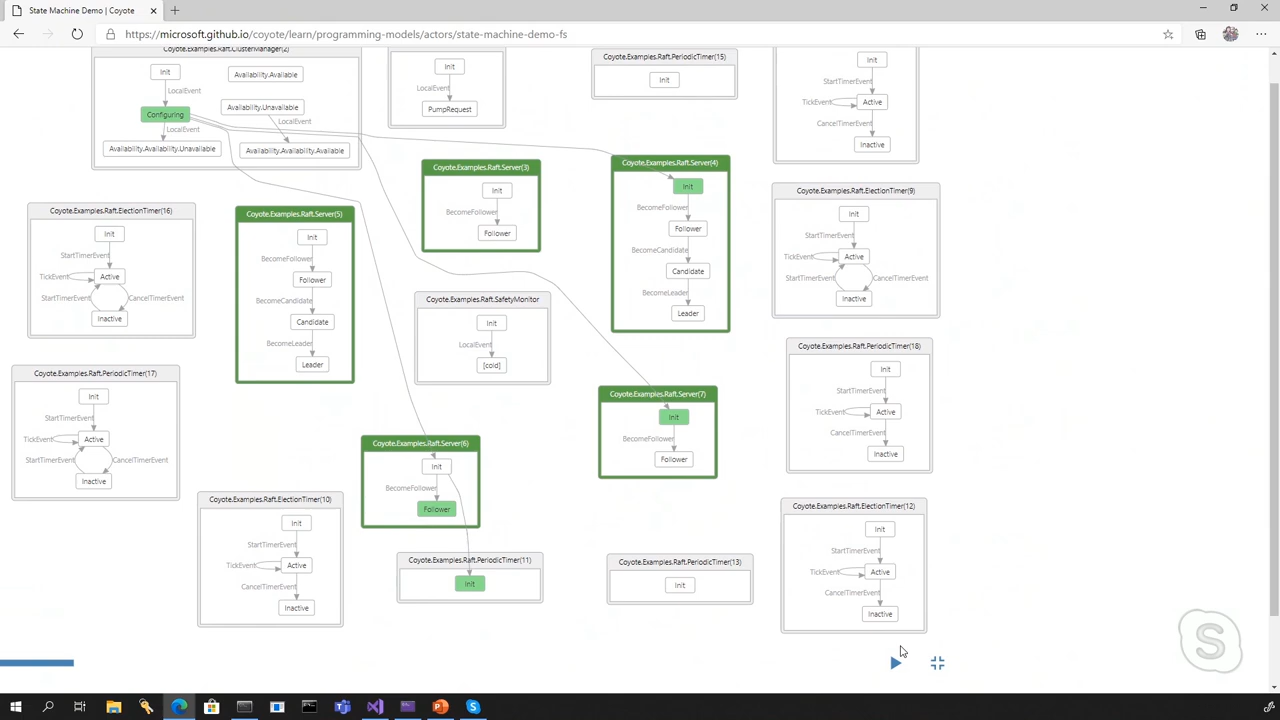 State Machine Demo | Coyote
https://microsoft.github.io/coyote/learn/programming-models/actors/state-machine-demo-fs
Coyote.Examples.Raft.ClusterManager(2)
Init
Availability.Available
LocalEvent
Availability.Unavailable
Configuring
LocalEvent
LocalEvent
Availability.Available.Unavailable
Availability.Available.Available
Init
LocalEvent
PumpRequest
Coyote.Examples.Raft.PeriodicTimer(15)
Init
Init
StartTimerEvent
TickEvent
Active
CancelTimerEvent
Inactive
Coyote.Examples.Raft.Server(3)
Init
BecomeFollower
Follower
Coyote.Examples.Raft.Server(4)
Init
BecomeFollower
Follower
BecomeCandidate
Candidate
BecomeLeader
Leader
Coyote.Examples.Raft.ElectionTimer(9)
Init
StartTimerEvent
TickEvent
Active
StartTimerEvent
CancelTimerEvent
Inactive
Coyote.Examples.Raft.ElectionTimer(16)
Init
StartTimerEvent
TickEvent
Active
StartTimerEvent
CancelTimerEvent
Inactive
Coyote.Examples.Raft.Server(5)
Init
BecomeFollower
Follower
BecomeCandidate
Candidate
BecomeLeader
Leader
Coyote.Examples.Raft.SafetyMonitor
Init
LocalEvent
[cold]
Coyote.Examples.Raft.PeriodicTimer(18)
Init
StartTimerEvent
TickEvent
Active
CancelTimerEvent
Inactive
Coyote.Examples.Raft.PeriodicTimer(17)
Init
StartTimerEvent
TickEvent
Active
StartTimerEvent
CancelTimerEvent
Inactive
Coyote.Examples.Raft.Server(7)
Init
BecomeFollower
Follower
Coyote.Examples.Raft.Server(6)
Init
BecomeFollower
Follower
Coyote.Examples.Raft.ElectionTimer(10)
Init
StartTimerEvent
TickEvent
Active
CancelTimerEvent
Inactive
Coyote.Examples.Raft.PeriodicTimer(11)
Init
Coyote.Examples.Raft.PeriodicTimer(13)
Init
Coyote.Examples.Raft.ElectionTimer(12)
Init
StartTimerEvent
TickEvent
Active
CancelTimerEvent
Inactive